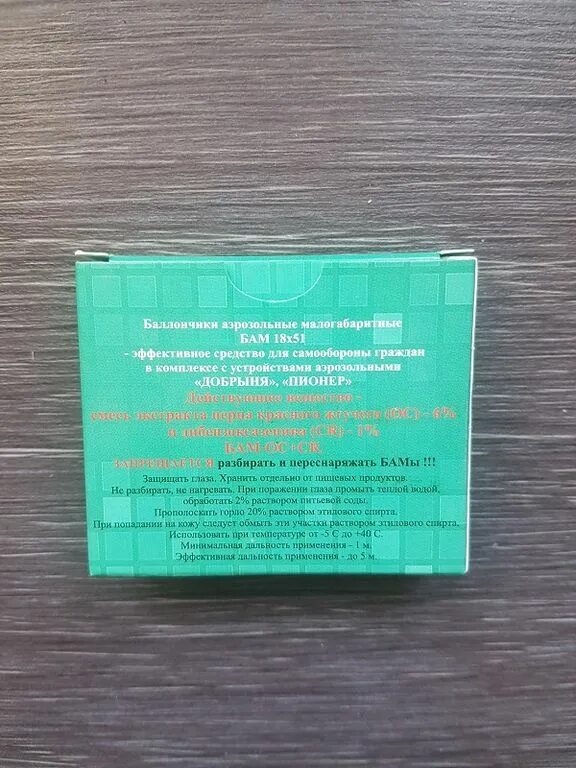 Баллончики аэрозольные малогабаритные
БАМ 18х51
- эффективное средство для самообороны граждан
в комплексе с устройствами аэрозольными
«ДОБРЫНЯ», «ПИОНЕР»
Действующее вещество -
смесь экстракта перца красного жгучего (ОС) - 6%
и дибензоксазепина (CR) - 1%
БАМ ОС+CR
ЗАПРЕЩАЕТСЯ разбирать и переснаряжать БАМы !!!
Защищать глаза. Хранить отдельно от пищевых продуктов.
Не разбирать, не нагревать. При поражении глаза промыть теплой водой,
обработать 2% раствором питьевой соды.
Прополоскать горло 20% раствором этилового спирта.
При попадании на кожу следует обмыть эти участки раствором этилового спирта.
Использовать при температуре от -5 С до +40 С.
Минимальная дальность применения - 1 м.
Эффективная дальность применения - до 5 м.